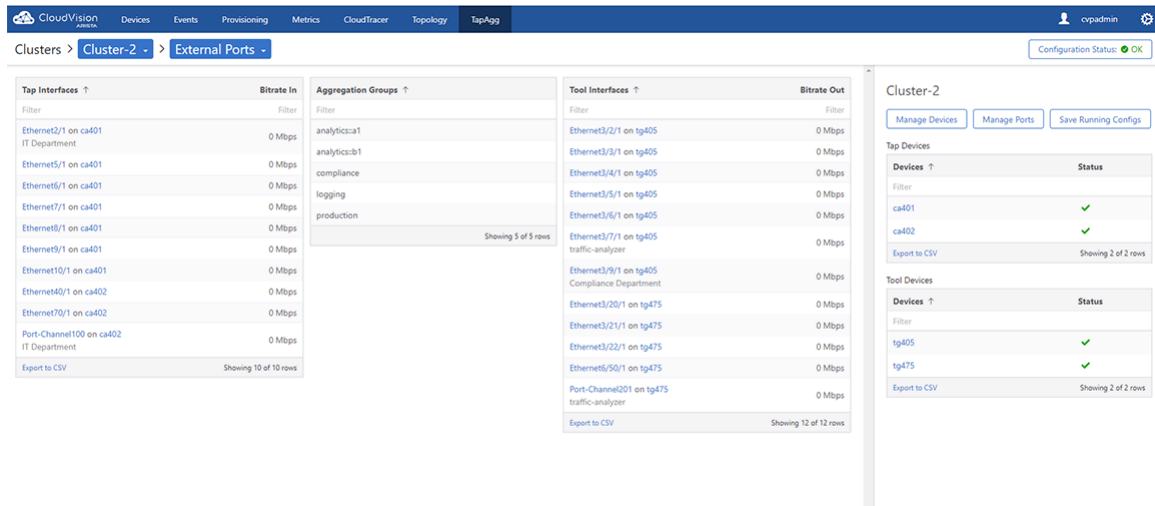 CloudVision
ARISTA
Devices Events Provisioning Metrics CloudTracer Topology TapAgg cvpadmin
Clusters > Cluster-2 > External Ports
Configuration Status: OK
Tap Interfaces ↑ Bitrate In
Filter Filter
Ethernet2/1 on ca401 0 Mbps
IT Department
Ethernet5/1 on ca401 0 Mbps
Ethernet6/1 on ca401 0 Mbps
Ethernet7/1 on ca401 0 Mbps
Ethernet8/1 on ca401 0 Mbps
Ethernet9/1 on ca401 0 Mbps
Ethernet10/1 on ca401 0 Mbps
Ethernet40/1 on ca402 0 Mbps
Ethernet70/1 on ca402 0 Mbps
Port-Channel100 on ca402 0 Mbps
IT Department
Export to CSV Showing 10 of 10 rows
Aggregation Groups ↑
Filter
analytics::a1
analytics::b1
compliance
logging
production
Showing 5 of 5 rows
Tool Interfaces ↑ Bitrate Out
Filter Filter
Ethernet3/2/1 on tg405 0 Mbps
Ethernet3/3/1 on tg405 0 Mbps
Ethernet3/4/1 on tg405 0 Mbps
Ethernet3/5/1 on tg405 0 Mbps
Ethernet3/6/1 on tg405 0 Mbps
Ethernet3/7/1 on tg405 0 Mbps
traffic-analyzer
Ethernet3/9/1 on tg405 0 Mbps
Compliance Department
Ethernet3/20/1 on tg475 0 Mbps
Ethernet3/21/1 on tg475 0 Mbps
Ethernet3/22/1 on tg475 0 Mbps
Ethernet6/50/1 on tg475 0 Mbps
Port-Channel201 on tg475 0 Mbps
traffic-analyzer
Export to CSV Showing 12 of 12 rows
Cluster-2
Manage Devices Manage Ports Save Running Configs
Tap Devices
Devices ↑ Status
Filter
ca401
ca402
Export to CSV Showing 2 of 2 rows
Tool Devices
Devices ↑ Status
Filter
tg405
tg475
Export to CSV Showing 2 of 2 rows